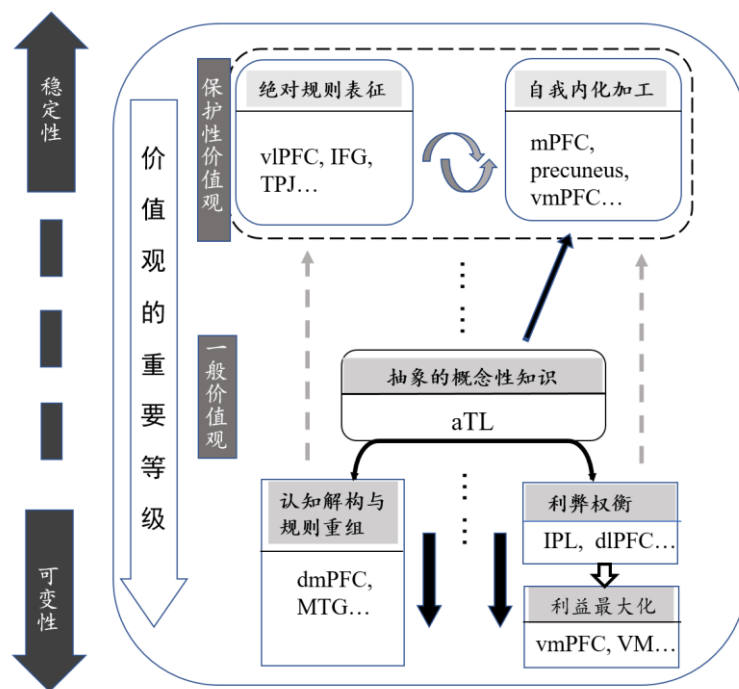 稳定性
可变性
价值观的重要等级
保护性价值观
绝对规则表征
vlPFC, IFG,
TPJ…
自我内化加工
mPFC,
precuneus,
vmPFC…
一般价值观
抽象的概念性知识
aTL
认知解构与
规则重组
dmPFC,
MTG…
利弊权衡
IPL, dlPFC…
利益最大化
vmPFC, VM…